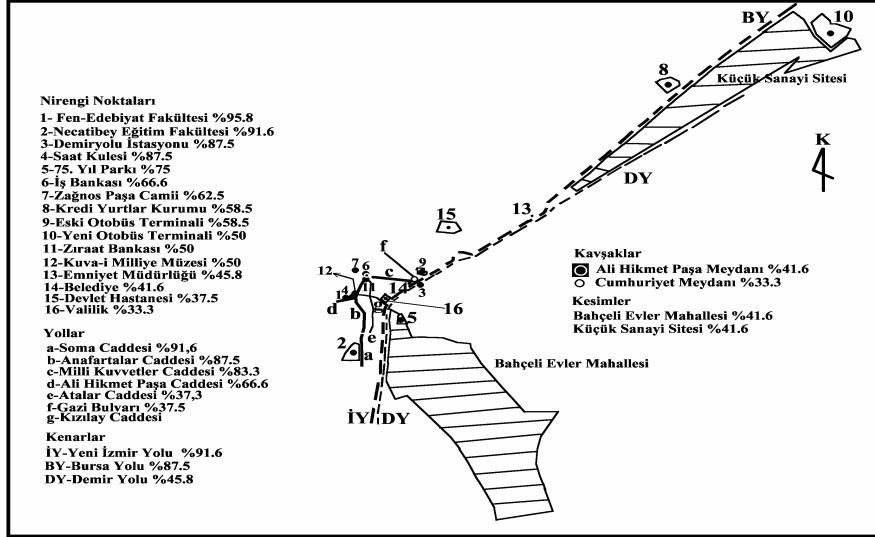 Nirengi Noktaları
1- Fen-Edebiyat Fakültesi %95.8
2-Necatibey Eğitim Fakültesi %91.6
3-Demiryolu İstasyonu %87.5
4-Saat Kulesi %87.5
5-75. Yıl Parkı %75
6-İş Bankası %66.6
7-Zağnos Paşa Camii %62.5
8-Kredi Yurtlar Kurumu %58.5
9-Eski Otobüs Terminali %58.5
10-Yeni Otobüs Terminali %50
11-Zıraat Bankası %50
12-Kuva-i Milliye Müzesi %50
13-Emniyet Müdürlüğü %45.8
14-Belediye %41.6
15-Devlet Hastanesi %37.5
16-Valilik %33.3
Yollar
a-Soma Caddesi %91,6
b-Anafartalar Caddesi %87.5
c-Milli Kuvvetler Caddesi %83.3
d-Ali Hikmet Paşa Caddesi %66.6
e-Atalar Caddesi %37,3
f-Gazi Bulvarı %37.5
g-Kızılay Caddesi
Kenarlar
İY-Yeni İzmir Yolu %91.6
BY-Bursa Yolu %87.5
DY-Demir Yolu %45.8
BY
10
8
Küçük Sanayi Sitesi
DY
K
13
15
f
7
6
c
9
12
11
14
3
1
4
d
b
g
16
5
e
2
a
Bahçeli Evler Mahallesi
İY
DY
Kavşaklar
Ali Hikmet Paşa Meydanı %41.6
Cumhuriyet Meydanı %33.3
Kesimler
Bahçeli Evler Mahallesi %41.6
Küçük Sanayi Sitesi %41.6